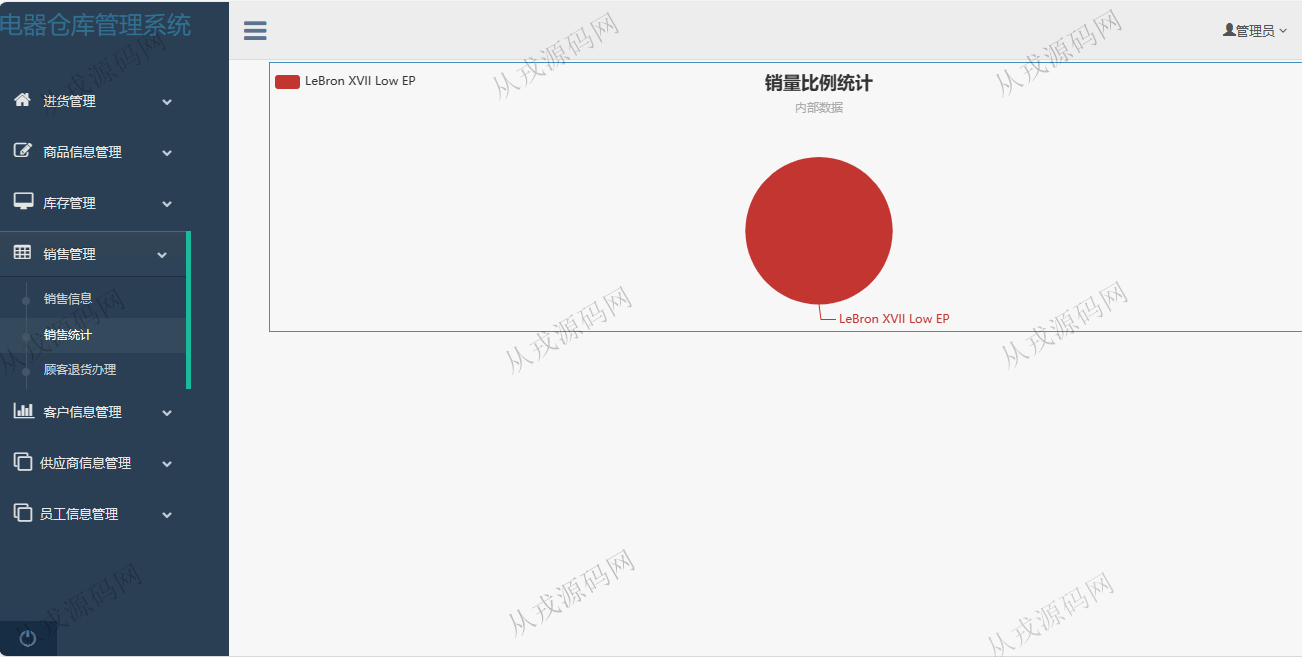 电器仓库管理系统
管理员
进货管理
商品信息管理
库存管理
销售管理
销售信息
销售统计
顾客退货办理
客户信息管理
供应商信息管理
员工信息管理
LeBron XVII Low EP
销量比例统计
内部数据
LeBron XVII Low EP
从戎源码网
从戎源码网
从戎源码网
从戎源码网
从戎源码网
从戎源码网
从戎源码网
从戎源码网
从戎源码网